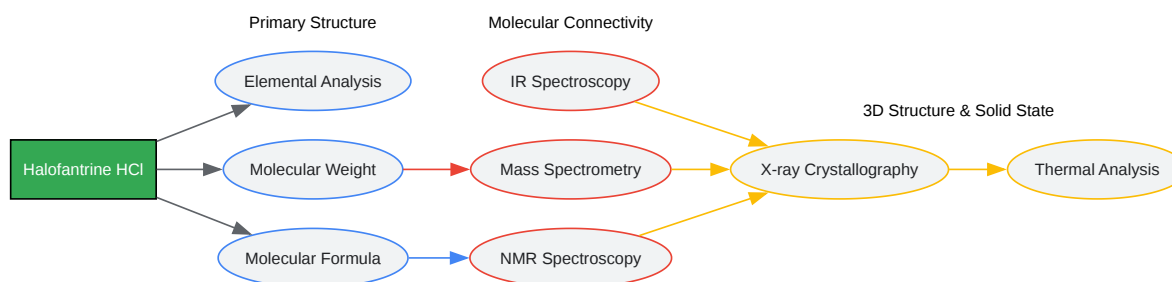 Primary Structure
Molecular Connectivity
Elemental Analysis
IR Spectroscopy
3D Structure & Solid State
Halofantrine HCl
Molecular Weight
Mass Spectrometry
X-ray Crystallography
Thermal Analysis
Molecular Formula
NMR Spectroscopy